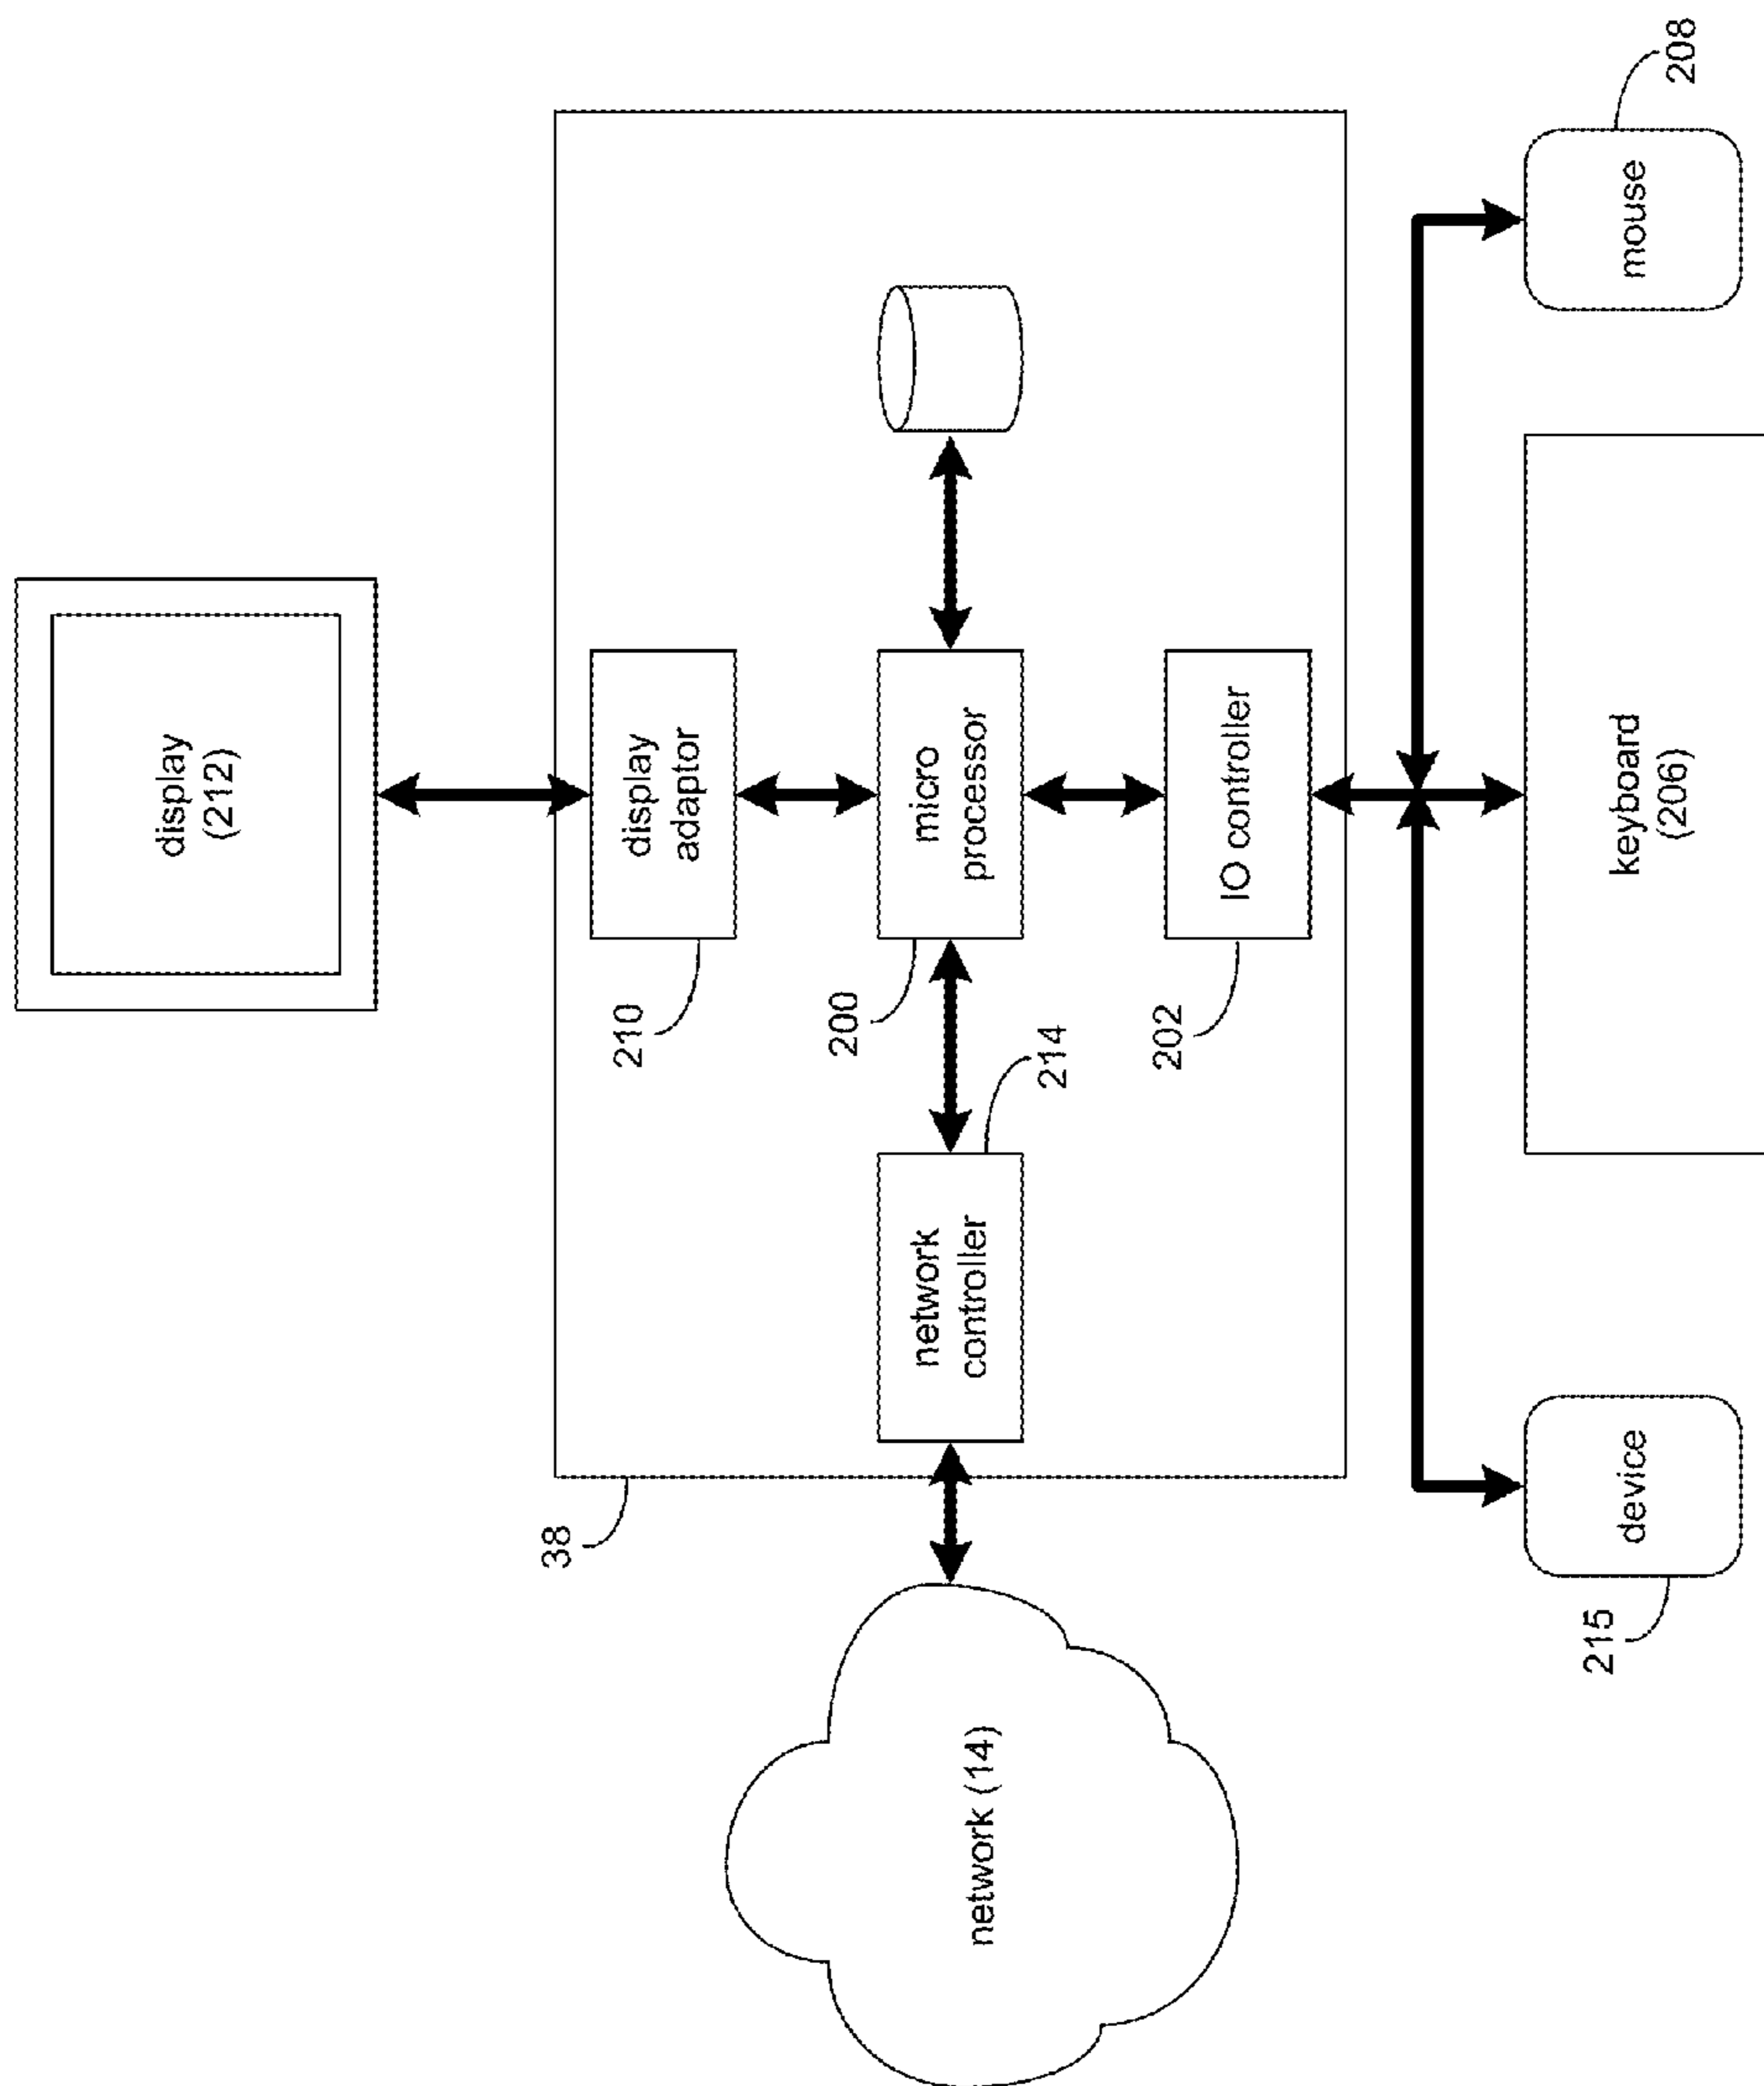 display
(212)
display
adaptor
210
micro
processor
200
network
controller
214
IO controller
202
38
network (14)
device
215
keyboard
(206)
mouse
208